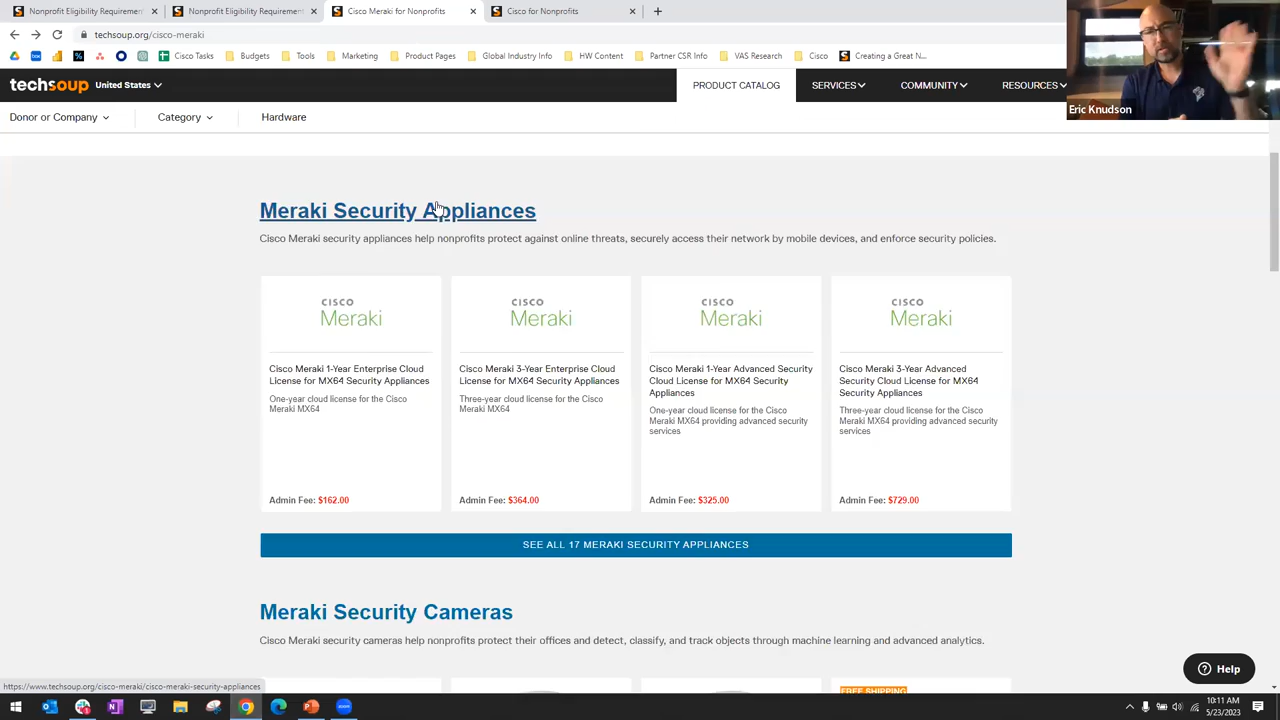 Nonprofit Eligibility Requirement
Nonprofit Eligibility Requirement
Cisco Meraki for Nonprofits
Cisco for Nonprofits
techsoup.org/cisco-meraki
Cisco Tasks
Budgets
Tools
Marketing
Product Pages
Global Industry Info
HW Content
Partner CSR Info
VAS Research
Cisco
Creating a Great N...
techsoup
United States
PRODUCT CATALOG
SERVICES
COMMUNITY
RESOURCES
Eric Knudson
Donor or Company
Category
Hardware
Meraki Security Appliances
Cisco Meraki security appliances help nonprofits protect against online threats, securely access their network by mobile devices, and enforce security policies.
CISCO
Meraki
Cisco Meraki 1-Year Enterprise Cloud
License for MX64 Security Appliances
One-year cloud license for the Cisco
Meraki MX64
Admin Fee: $162.00
CISCO
Meraki
Cisco Meraki 3-Year Enterprise Cloud
License for MX64 Security Appliances
Three-year cloud license for the Cisco
Meraki MX64
Admin Fee: $364.00
CISCO
Meraki
Cisco Meraki 1-Year Advanced Security
Cloud License for MX64 Security
Appliances
One-year cloud license for the Cisco
Meraki MX64 providing advanced security
services
Admin Fee: $325.00
CISCO
Meraki
Cisco Meraki 3-Year Advanced
Security Cloud License for MX64
Security Appliances
Three-year cloud license for the Cisco
Meraki MX64 providing advanced security
services
Admin Fee: $729.00
SEE ALL 17 MERAKI SECURITY APPLIANCES
Meraki Security Cameras
Cisco Meraki security cameras help nonprofits protect their offices and detect, classify, and track objects through machine learning and advanced analytics.
FREE SHIPPING
Help
https://www.techsoup.org/cisco-meraki/cisco-meraki-security-appliances
10:11 AM
5/23/2023